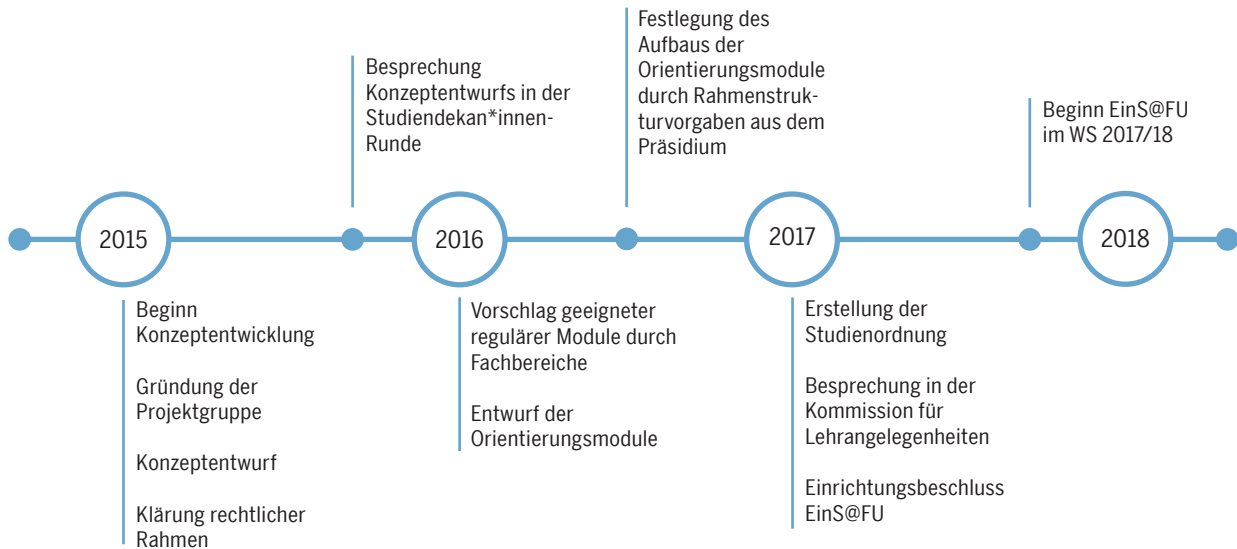 Festlegung des
Aufbaus der
Orientierungsmodule
durch Rahmenstruk-
turvorgaben aus dem
Präsidium
Besprechung
Konzeptentwurfs in der
Studiendekan*innen-
Runde
Beginn EinS@FU
im WS 2017/18
2015
2016
2017
2018
Beginn
Konzeptentwicklung
Gründung der
Projektgruppe
Konzeptentwurf
Klärung rechtlicher
Rahmen
Vorschlag geeigneter
regulärer Module durch
Fachbereiche
Entwurf der
Orientierungsmodule
Erstellung der
Studienordnung
Besprechung in der
Kommission für
Lehrangelegenheiten
Einrichtungsbeschluss
EinS@FU